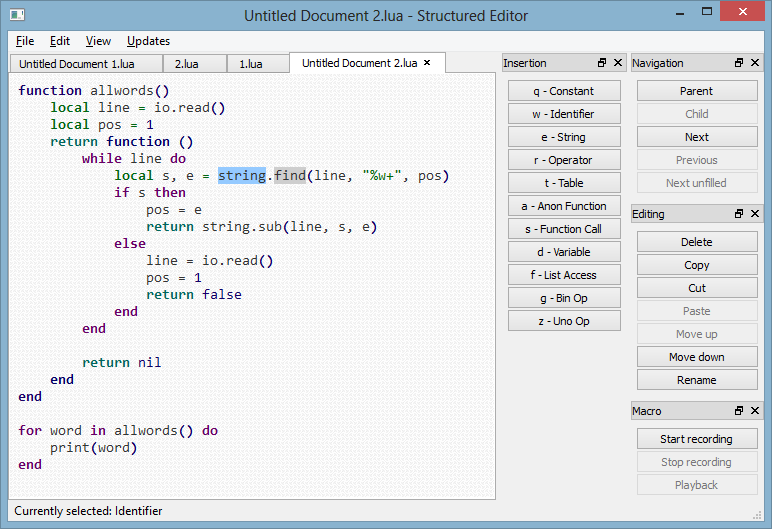 Untitled Document 2.lua - Structured Editor
File Edit View Updates
Untitled Document 1.lua 2.lua 1.lua Untitled Document 2.lua ×
function allwords()
    local line = io.read()
    local pos = 1
    return function ()
        while line do
            local s, e = string.find(line, "%w+", pos)
            if s then
                pos = e
                return string.sub(line, s, e)
            else
                line = io.read()
                pos = 1
                return false
            end
        end

        return nil
    end
end

for word in allwords() do
    print(word)
end
Insertion
q - Constant
w - Identifier
e - String
r - Operator
t - Table
a - Anon Function
s - Function Call
d - Variable
f - List Access
g - Bin Op
z - Uno Op
Navigation
Parent
Child
Next
Previous
Next unfilled
Editing
Delete
Copy
Cut
Paste
Move up
Move down
Rename
Macro
Start recording
Stop recording
Playback
Currently selected: Identifier